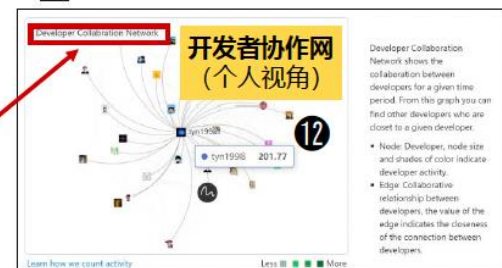 Developer Collabration Network
开发者协作网
（个人视角）
tyn1998
12
tyn1998 201.77
Learn how we count activity
Less More
Developer Collaboration
Network shows the
collaboration between
developers for a given time
period. From this graph you can
find other developers who are
closet to a given developer.
• Node: Developer, node size
and shades of color indicate
developer activity.
• Edge: Collaborative
relationship between
developers, the value of the
edge indicates the closeness
of the connection between
developers.